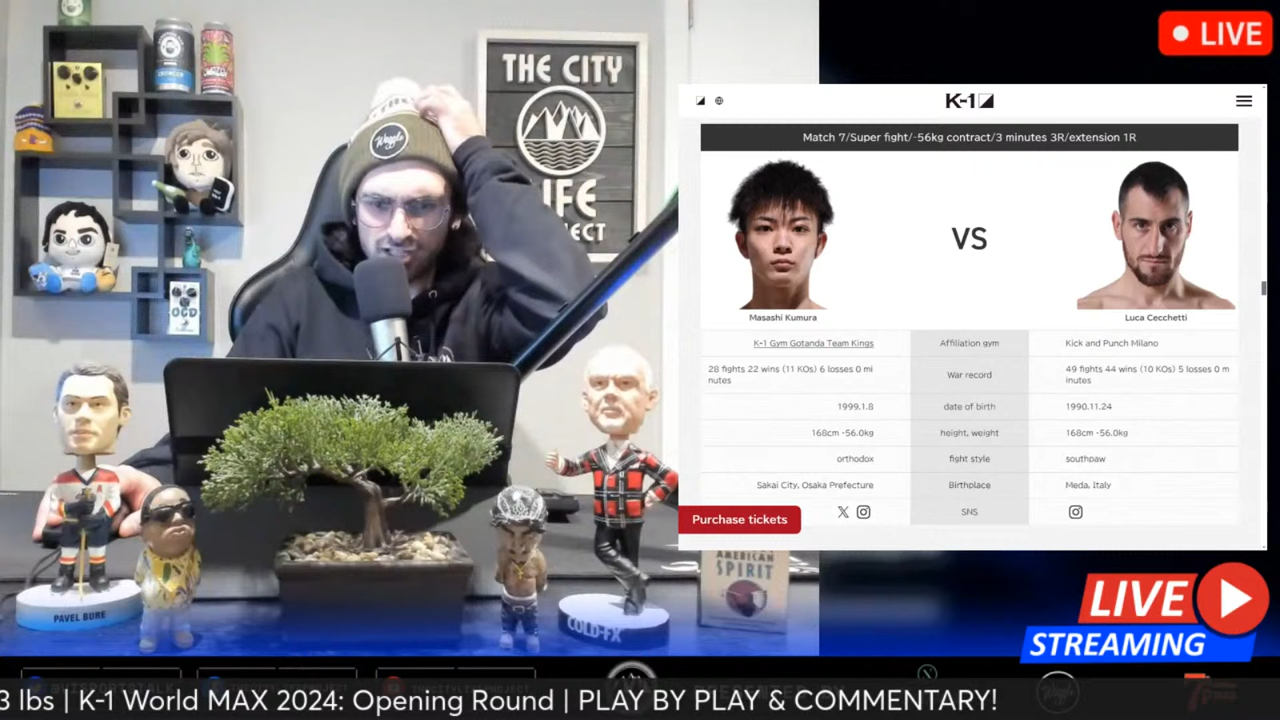 LIVE
THE CITY
IFE
Waggle
OCD
K-1
Match 7/Super fight/-56kg contract/3 minutes 3R/extension 1R
VS
Masashi Kumura
Luca Cecchetti
K-1 Gym Gotanda Team Kings
Affiliation gym
Kick and Punch Milano
28 fights 22 wins (11 KOs) 6 losses 0 mi
nutes
War record
49 fights 44 wins (10 KOs) 5 losses 0 m
inutes
1999.1.8
date of birth
1990.11.24
168cm -56.0kg
height, weight
168cm -56.0kg
orthodox
fight style
southpaw
Sakai City, Osaka Prefecture
Birthplace
Meda, Italy
SNS
Purchase tickets
PAVEL BURE
COLD-FX
AMERICAN
SPIRIT
LIVE
STREAMING
3 lbs | K-1 World MAX 2024: Opening Round | PLAY BY PLAY & COMMENTARY!